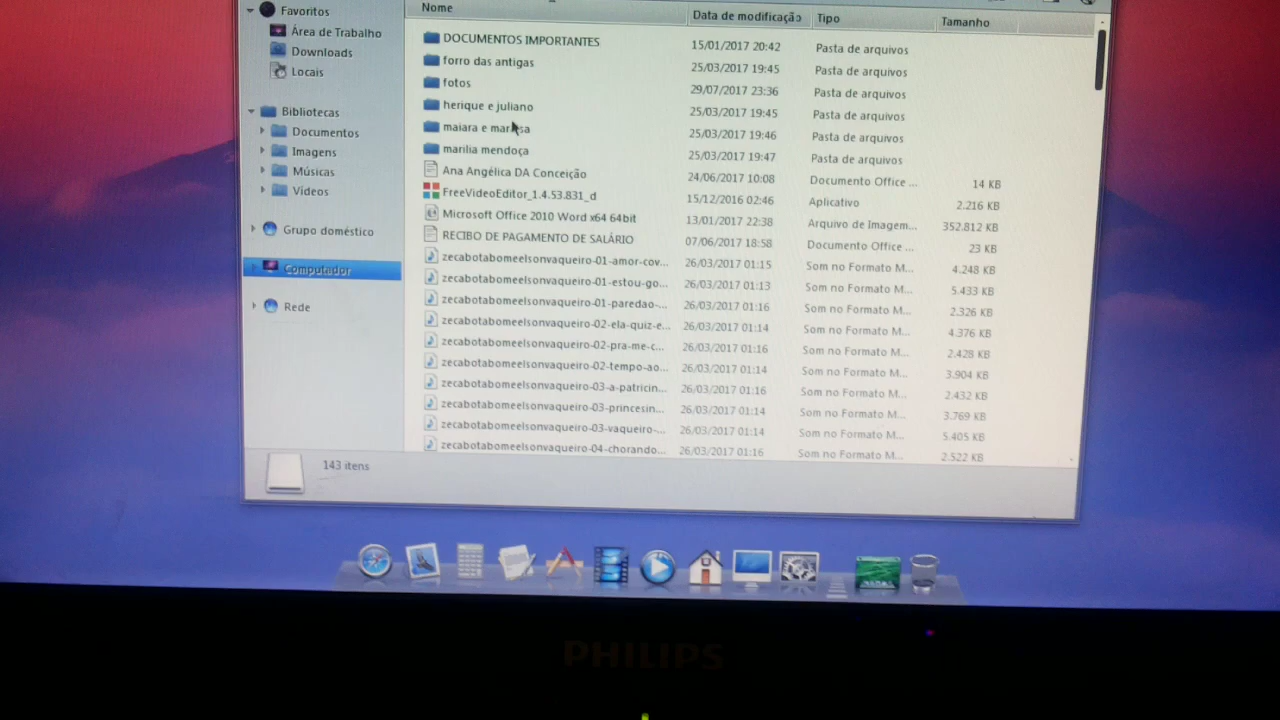 Nome Data de modificação Tipo Tamanho
Favoritos
Área de Trabalho
Downloads
Locais
Bibliotecas
Documentos
Imagens
Músicas
Vídeos
Grupo doméstico
Computador
Rede
DOCUMENTOS IMPORTANTES 15/01/2017 20:42 Pasta de arquivos
forro das antigas 25/03/2017 19:45 Pasta de arquivos
fotos 29/07/2017 23:36 Pasta de arquivos
herique e juliano 25/03/2017 19:45 Pasta de arquivos
maiara e 25/03/2017 19:46 Pasta de arquivos
marilia mendoça 25/03/2017 19:47 Pasta de arquivos
Ana Angélica DA Conceição 24/06/2017 10:08 Documento Office ... 14 KB
FreeVideoEditor_1.4.53.831_d 15/12/2016 02:46 Aplicativo 2.216 KB
Microsoft Office 2010 Word x64 64bit 13/01/2017 22:38 Arquivo de Imagem... 352.812 KB
RECIBO DE PAGAMENTO DE SALÁRIO 07/06/2017 18:58 Documento Office ... 23 KB
zecabotabomeelsonvaqueiro-01-amor-cov... 26/03/2017 01:15 Som no Formato M... 4.248 KB
zecabotabomeelsonvaqueiro-01-estou-go... 26/03/2017 01:13 Som no Formato M... 5.433 KB
zecabotabomeelsonvaqueiro-01-paredao-... 26/03/2017 01:16 Som no Formato M... 2.326 KB
zecabotabomeelsonvaqueiro-02-ela-quiz-e... 26/03/2017 01:14 Som no Formato M... 4.376 KB
zecabotabomeelsonvaqueiro-02-pra-me-c... 26/03/2017 01:16 Som no Formato M... 2.428 KB
zecabotabomeelsonvaqueiro-02-tempo-ao... 26/03/2017 01:14 Som no Formato M... 3.904 KB
zecabotabomeelsonvaqueiro-03-a-patricin... 26/03/2017 01:16 Som no Formato M... 2.432 KB
zecabotabomeelsonvaqueiro-03-princesin... 26/03/2017 01:14 Som no Formato M... 3.769 KB
zecabotabomeelsonvaqueiro-03-vaqueiro-... 26/03/2017 01:14 Som no Formato M... 5.405 KB
zecabotabomeelsonvaqueiro-04-chorando... 26/03/2017 01:16 Som no Formato M... 2.522 KB
143 itens
PHILIPS